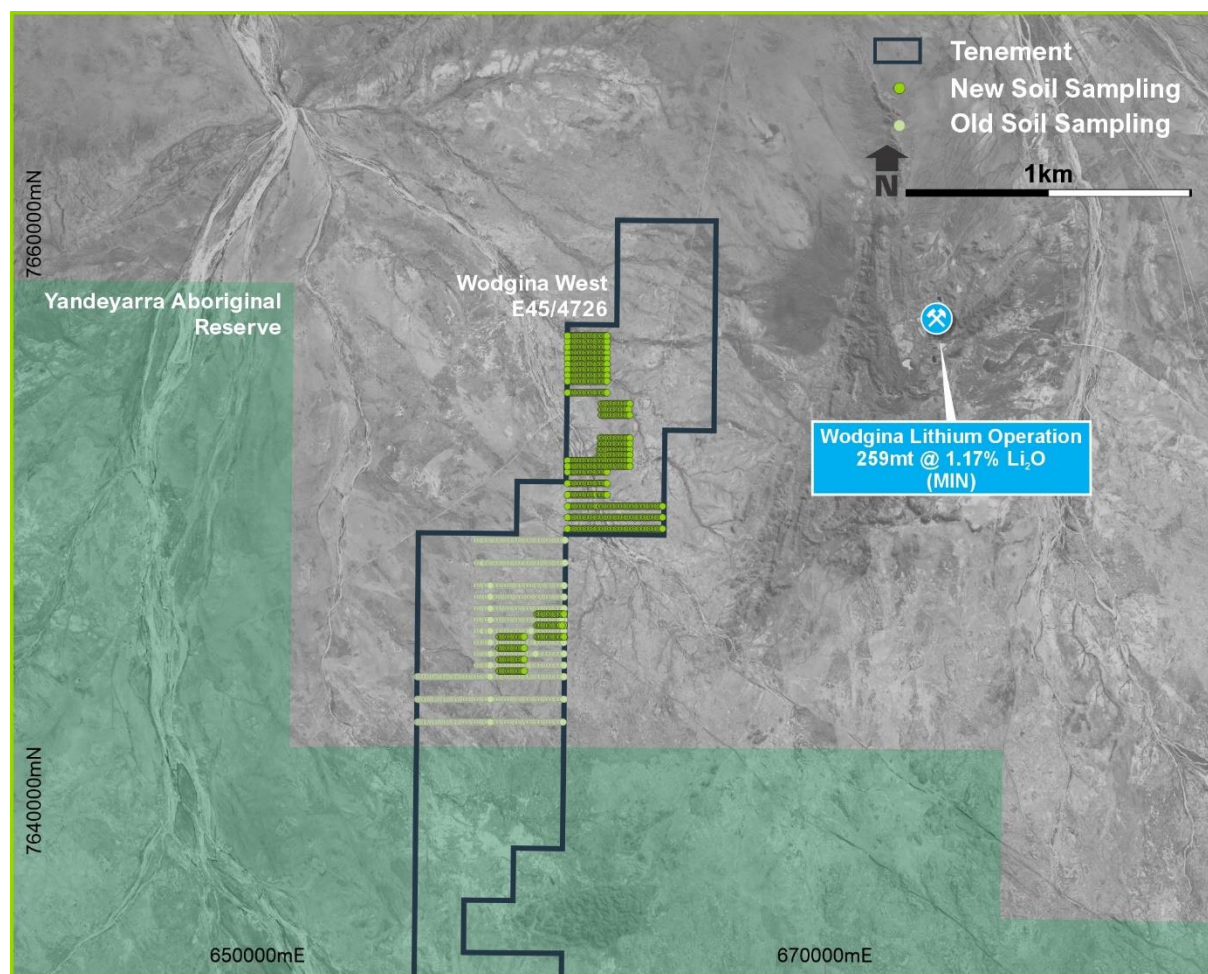 Tenement
New Soil Sampling
Old Soil Sampling
N
1km
7660000mN
Wodgina West
E45/4726
Yandeyarra Aboriginal
Reserve
Wodgina Lithium Operation
259mt @ 1.17% Li₂O
(MIN)
7640000mN
650000mE
670000mE